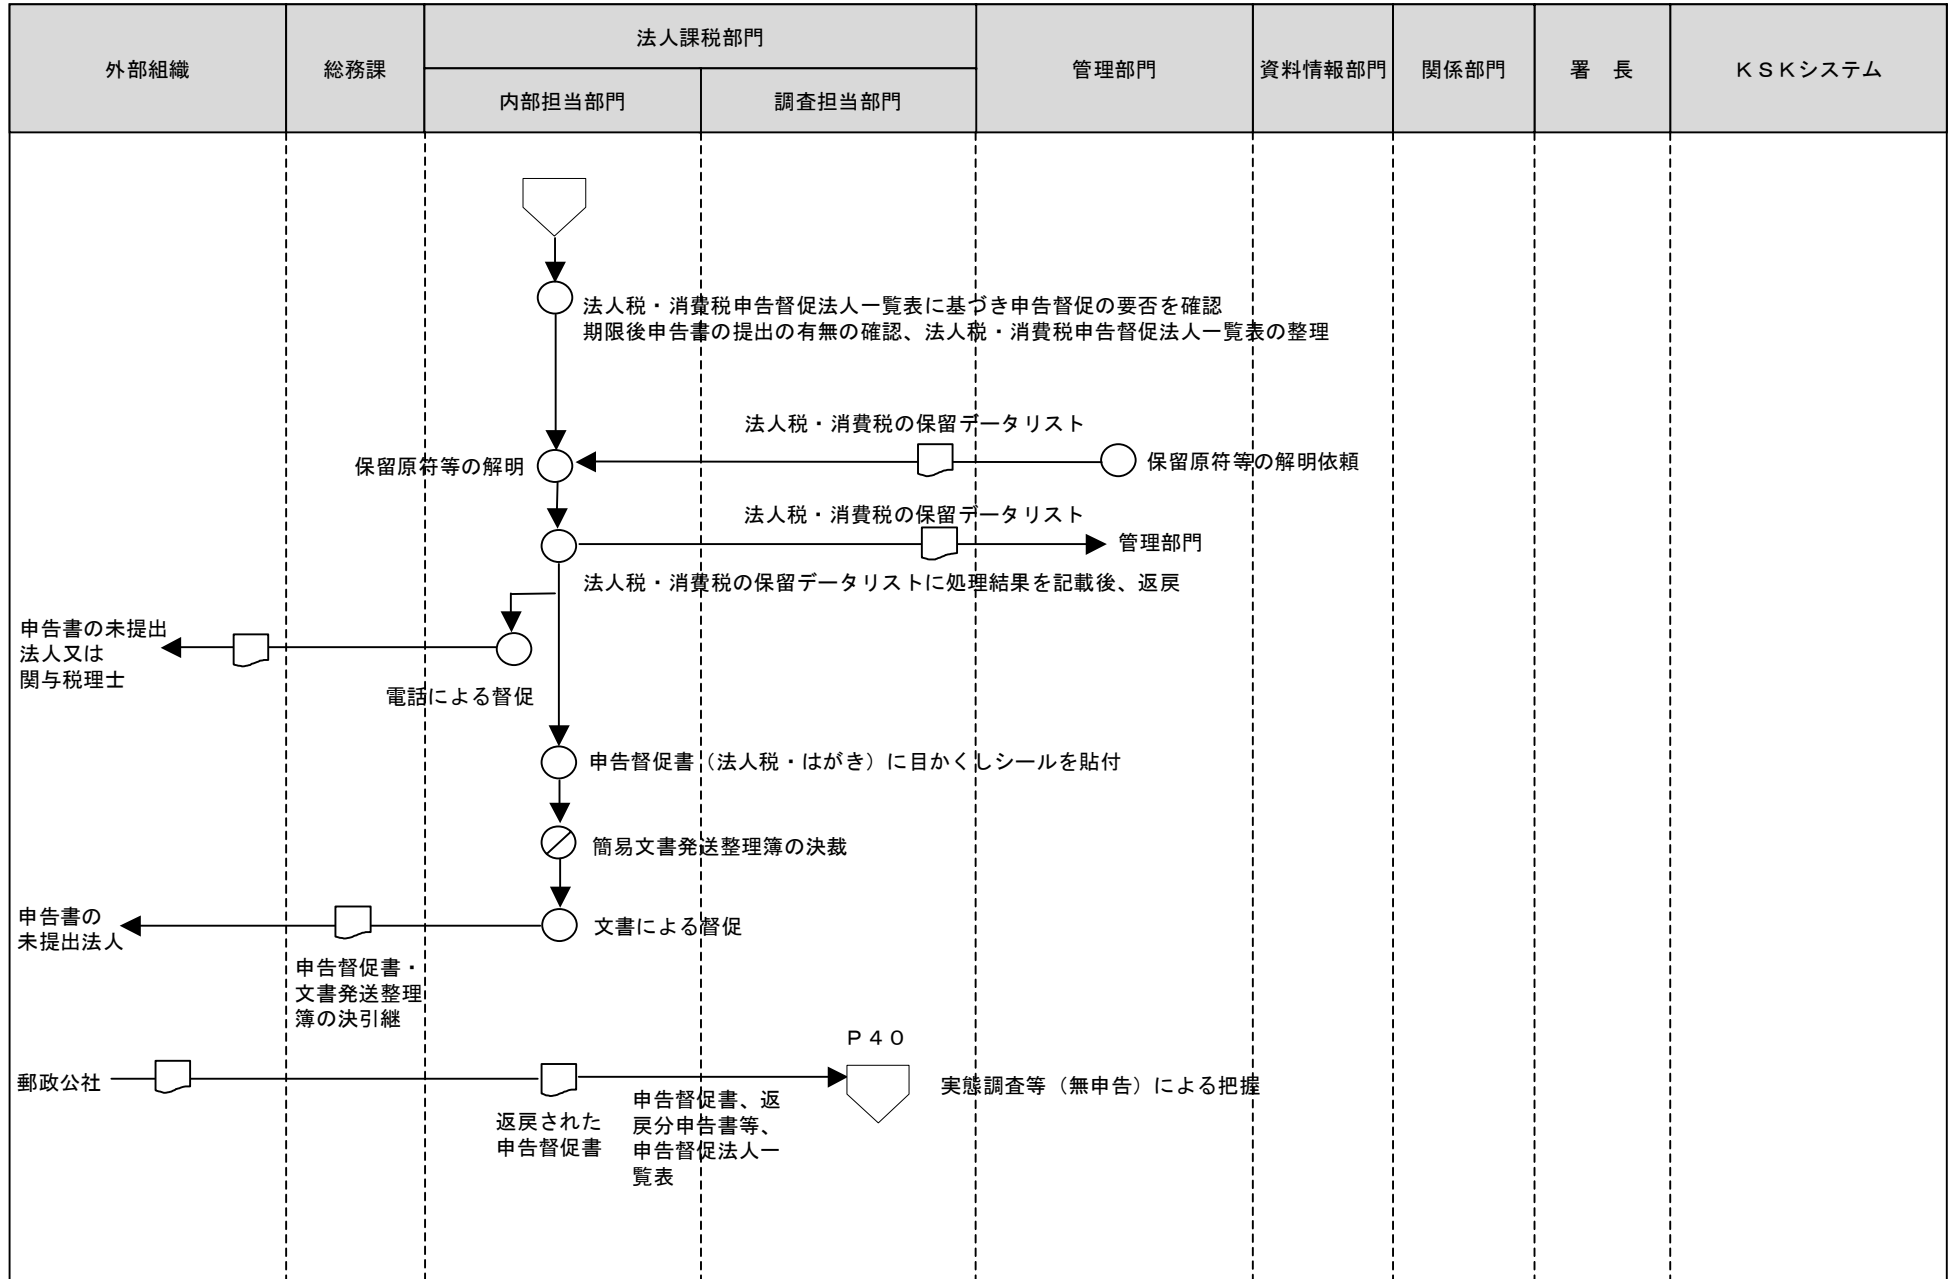 外部組織
総務課
法人課税部門
内部担当部門
調査担当部門
管理部門
資料情報部門
関係部門
署　長
ＫＳＫシステム
法人税・消費税申告督促法人一覧表に基づき申告督促の要否を確認
期限後申告書の提出の有無の確認、法人税・消費税申告督促法人一覧表の整理
法人税・消費税の保留データリスト
保留原符等の解明
保留原符等の解明依頼
法人税・消費税の保留データリスト
管理部門
法人税・消費税の保留データリストに処理結果を記載後、返戻
申告書の未提出
法人又は
関与税理士
電話による督促
申告督促書（法人税・はがき）に目かくしシールを貼付
簡易文書発送整理簿の決裁
申告書の
未提出法人
文書による督促
申告督促書・
文書発送整理
簿の決引継
Ｐ４０
郵政公社
実態調査等（無申告）による把握
返戻された
申告督促書
申告督促書、返
戻分申告書等、
申告督促法人一
覧表